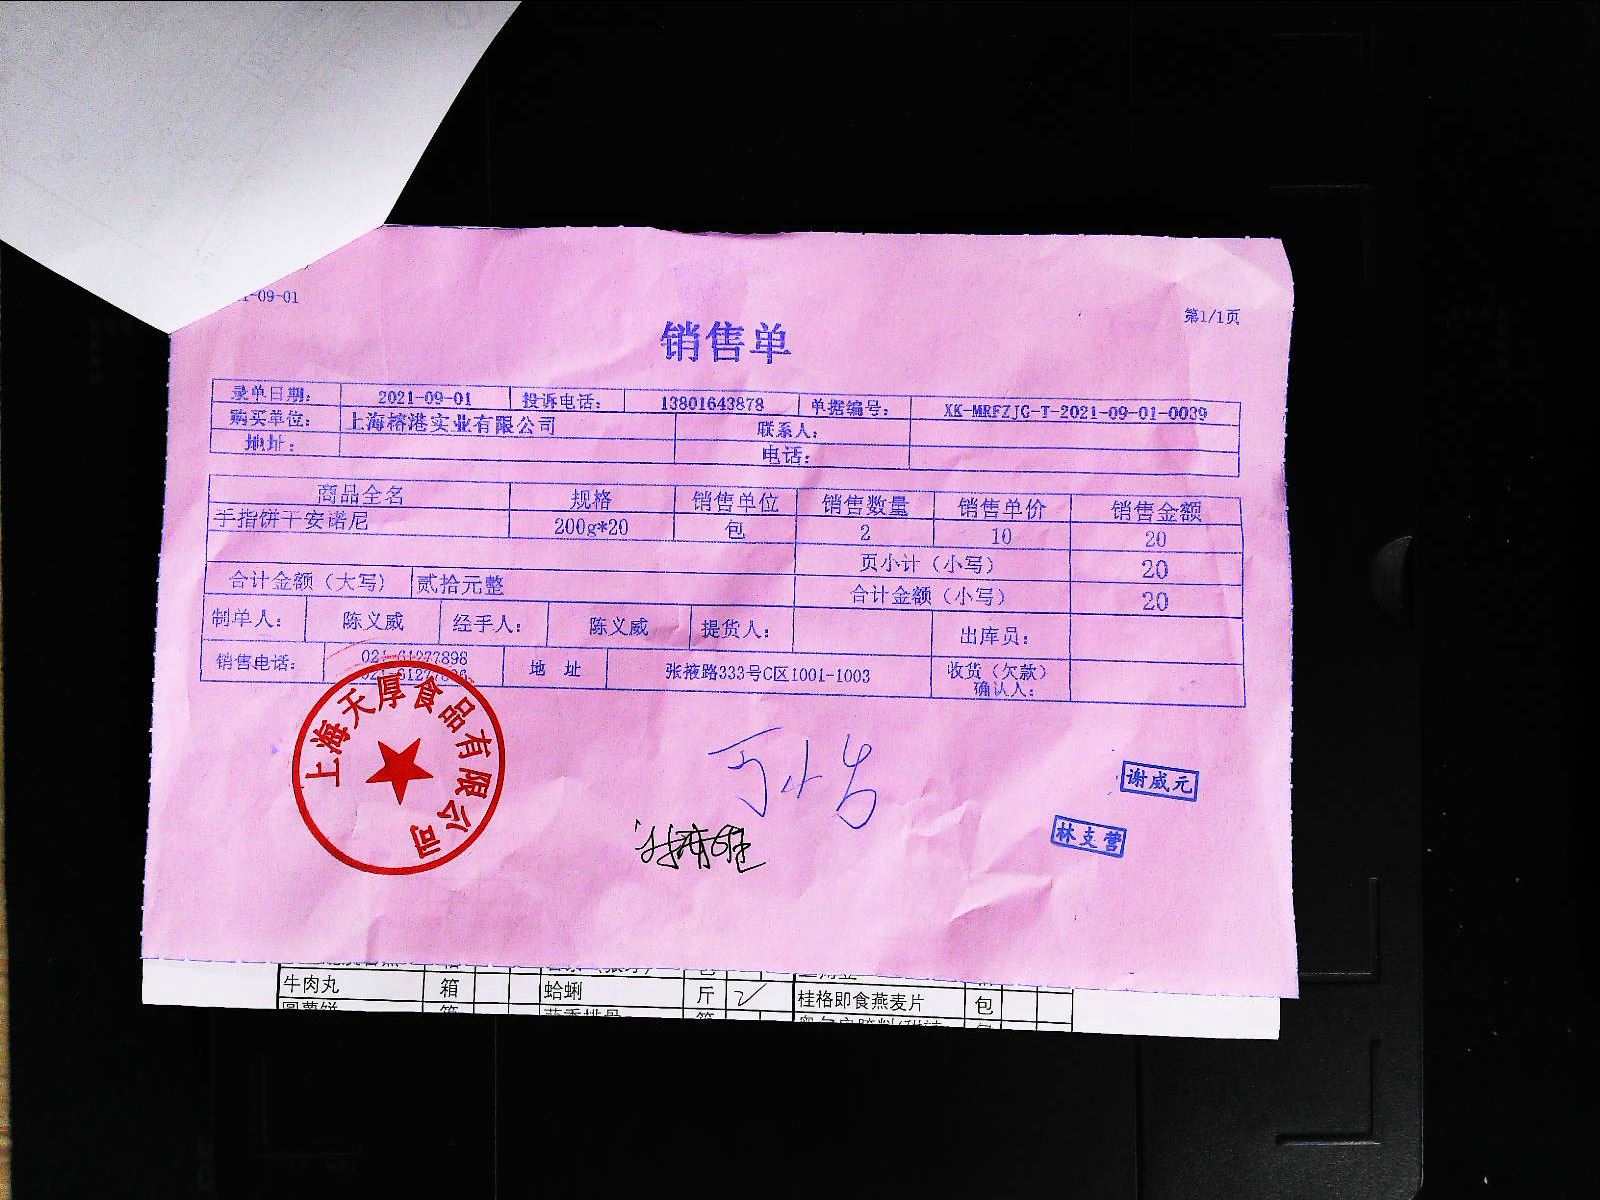 1-09-01
第1/1页
销售单
录单日期： 2021-09-01 投诉电话： 13801643878 单据编号： XK-MRFZJG-T-2021-09-01-0039
购买单位： 上海榕港实业有限公司 联系人：
地址： 电话：
商品全名 规格 销售单位 销售数量 销售单价 销售金额
手指饼干安诺尼 200g*20 包 2 10 20
页小计（小写） 20
合计金额（大写） 贰拾元整 合计金额（小写） 20
制单人： 陈义威 经手人： 陈义威 提货人： 出库员：
销售电话： 021-61277898 地 址 张掖路333号C区1001-1003 收货（欠款）
确认人：
上海天厚食品有限公司
谢威元
林支营
牛肉丸 箱 蛤蜊 斤 2 桂格即食燕麦片 包